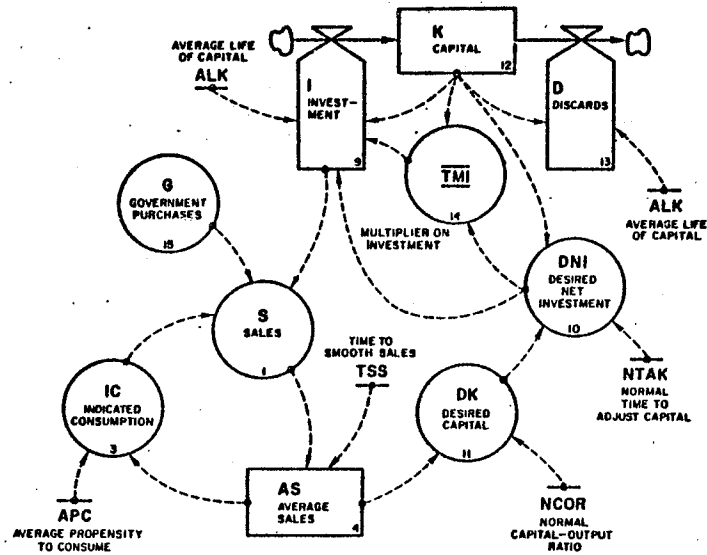 K
CAPITAL
12
AVERAGE LIFE
OF CAPITAL
ALK
I
INVEST-
MENT
9
D
DISCARDS
13
TMI
14
MULTIPLIER ON
INVESTMENT
ALK
AVERAGE LIFE
OF CAPITAL
G
GOVERNMENT
PURCHASES
15
DNI
DESIRED
NET
INVESTMENT
10
S
SALES
1
TIME TO
SMOOTH SALES
TSS
NTAK
NORMAL
TIME TO
ADJUST CAPITAL
IC
INDICATED
CONSUMPTION
3
DK
DESIRED
CAPITAL
11
AS
AVERAGE
SALES
4
APC
AVERAGE PROPENSITY
TO CONSUME
NCOR
NORMAL
CAPITAL-OUTPUT
RATIO